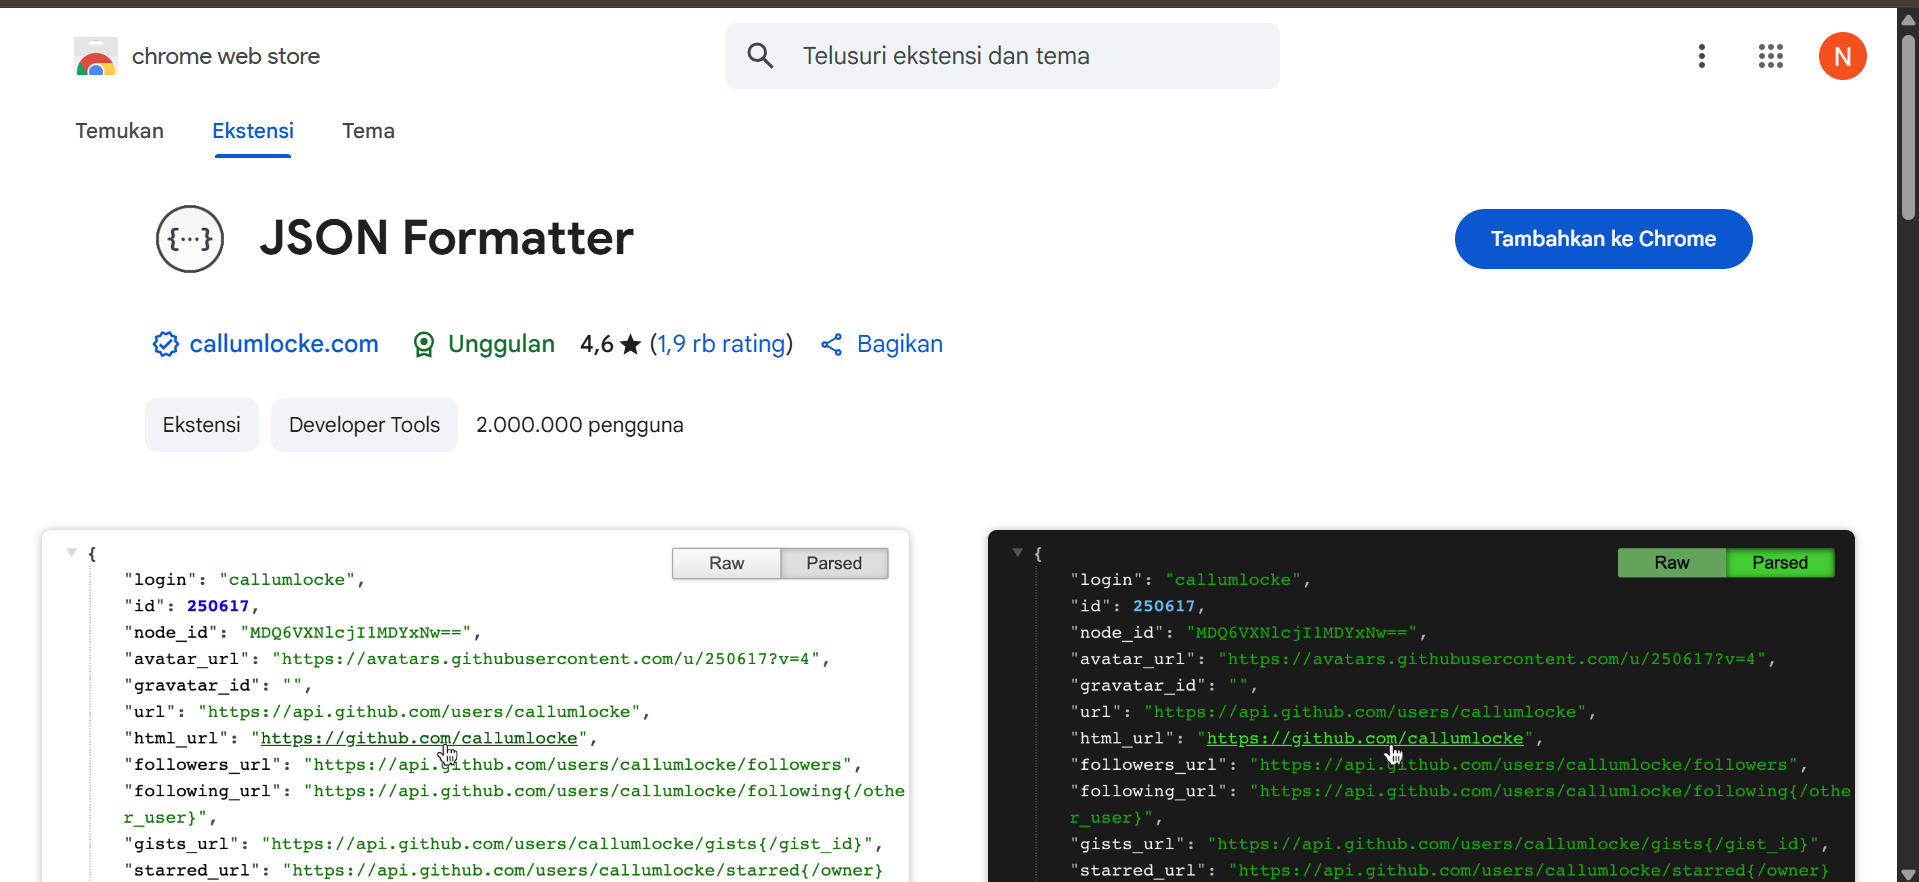 chrome web store
Telusuri ekstensi dan tema
N
Temukan
Ekstensi
Tema
{···}
JSON Formatter
Tambahkan ke Chrome
callumlocke.com
Unggulan
4,6 ★ (1,9 rb rating)
Bagikan
Ekstensi
Developer Tools
2.000.000 pengguna
{
Raw
Parsed
"login": "callumlocke",
"id": 250617,
"node_id": "MDQ6VXNlcjI1MDYxNw==",
"avatar_url": "https://avatars.githubusercontent.com/u/250617?v=4",
"gravatar_id": "",
"url": "https://api.github.com/users/callumlocke",
"html_url": "https://github.com/callumlocke",
"followers_url": "https://api.github.com/users/callumlocke/followers",
"following_url": "https://api.github.com/users/callumlocke/following{/othe
r_user}",
"gists_url": "https://api.github.com/users/callumlocke/gists{/gist_id}",
"starred_url": "https://api.github.com/users/callumlocke/starred{/owner}
{
Raw
Parsed
"login": "callumlocke",
"id": 250617,
"node_id": "MDQ6VXNlcjI1MDYxNw==",
"avatar_url": "https://avatars.githubusercontent.com/u/250617?v=4",
"gravatar_id": "",
"url": "https://api.github.com/users/callumlocke",
"html_url": "https://github.com/callumlocke",
"followers_url": "https://api.github.com/users/callumlocke/followers",
"following_url": "https://api.github.com/users/callumlocke/following{/othe
r_user}",
"gists_url": "https://api.github.com/users/callumlocke/gists{/gist_id}",
"starred_url": "https://api.github.com/users/callumlocke/starred{/owner}